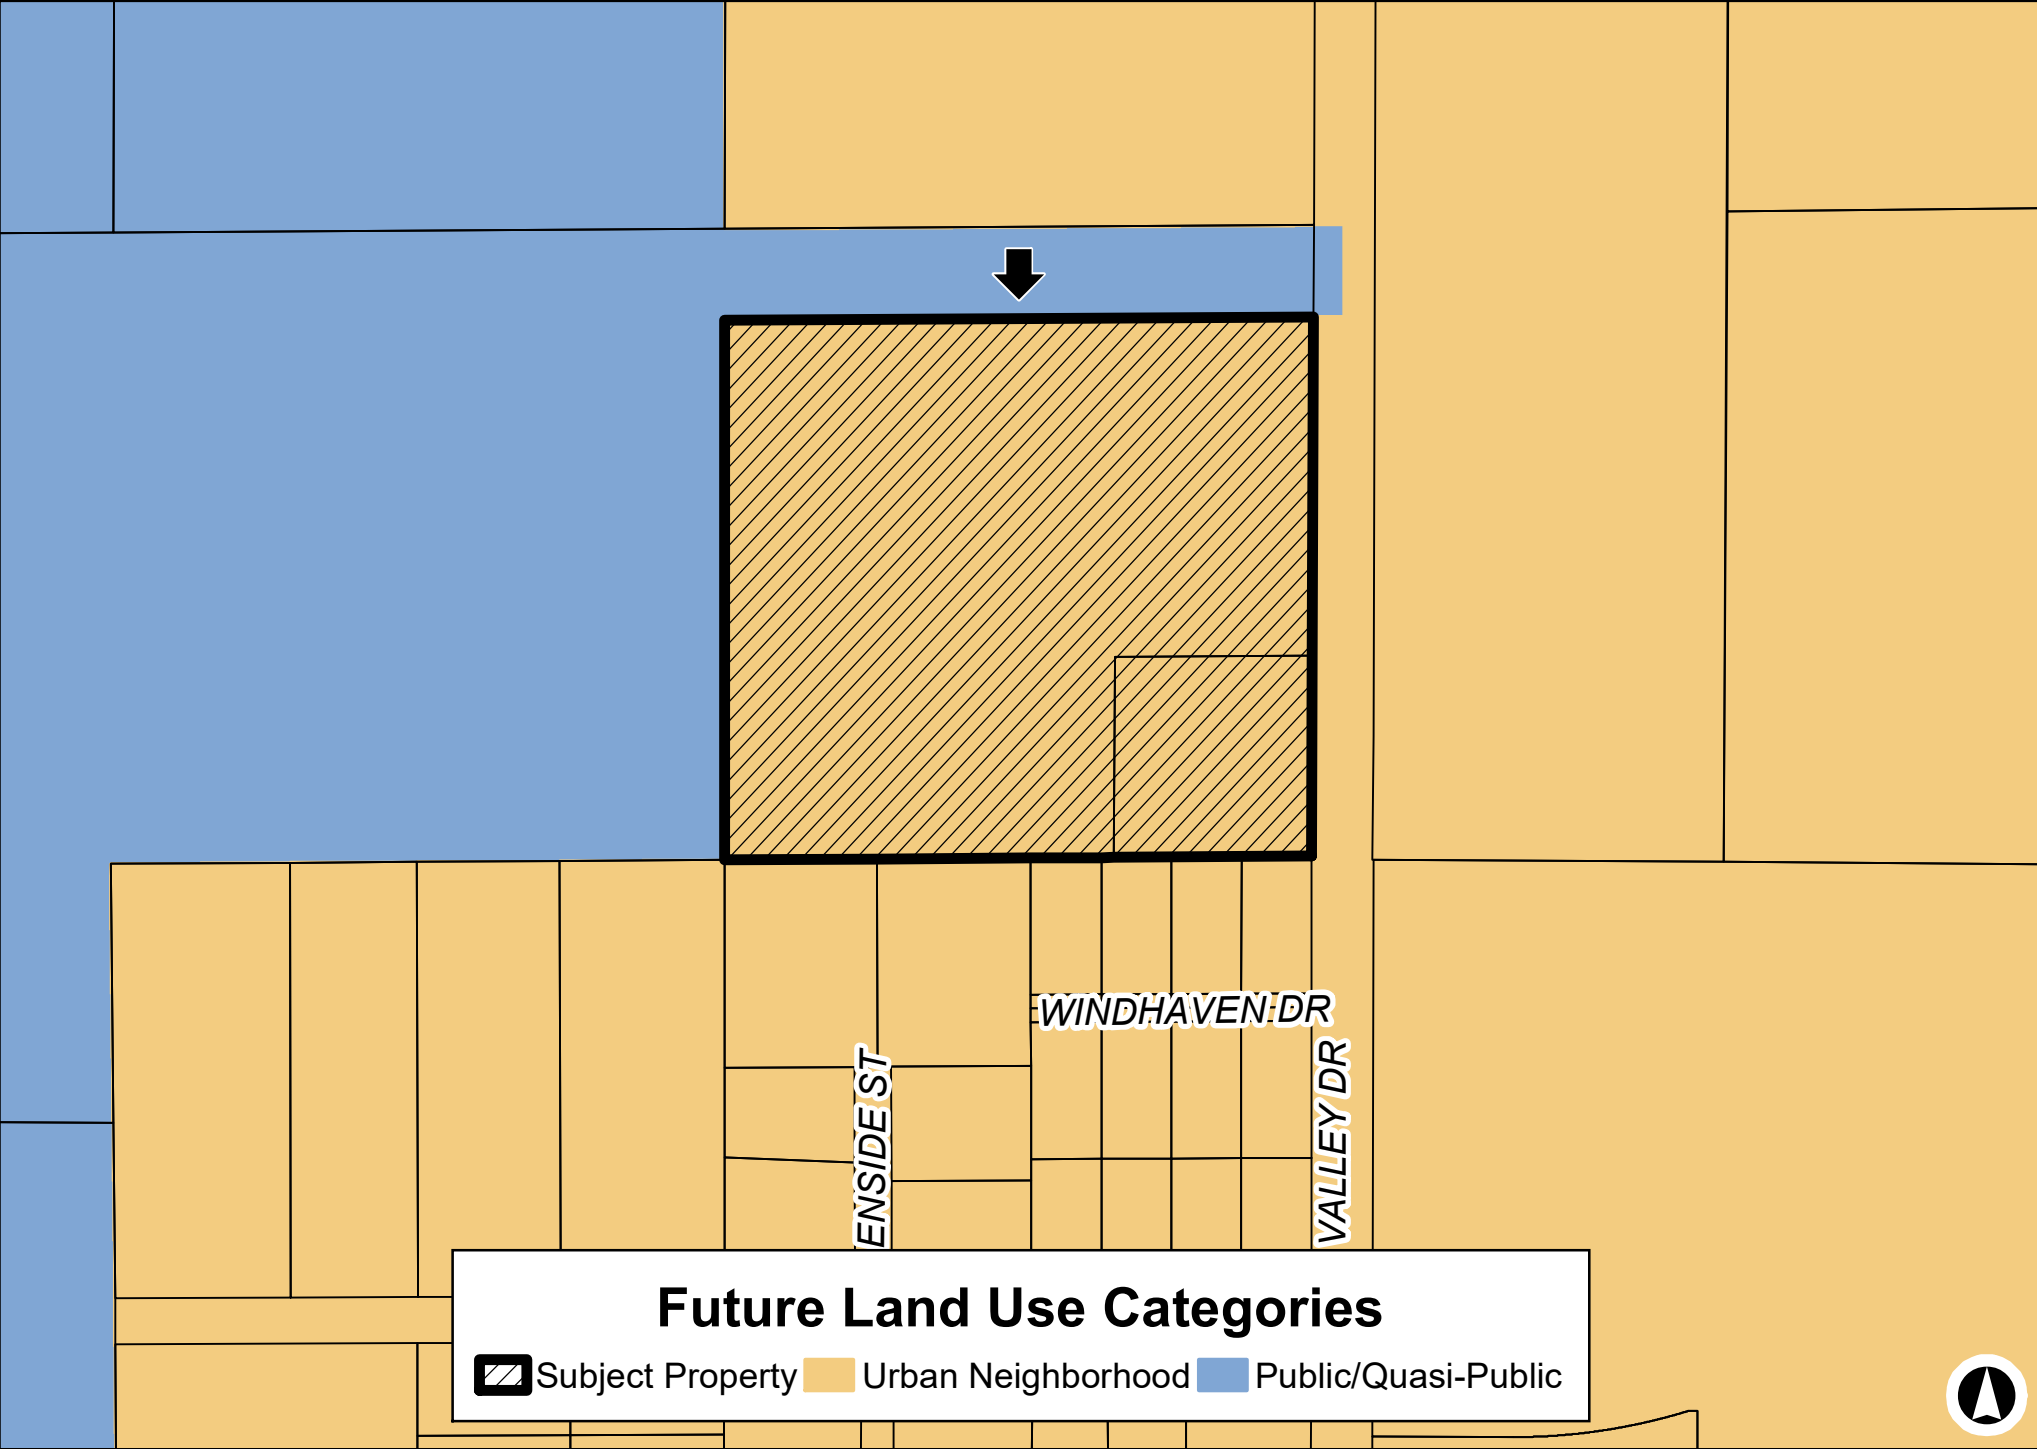 WINDHAVEN DR
ENSIDE ST
VALLEY DR
Future Land Use Categories
Subject Property Urban Neighborhood Public/Quasi-Public